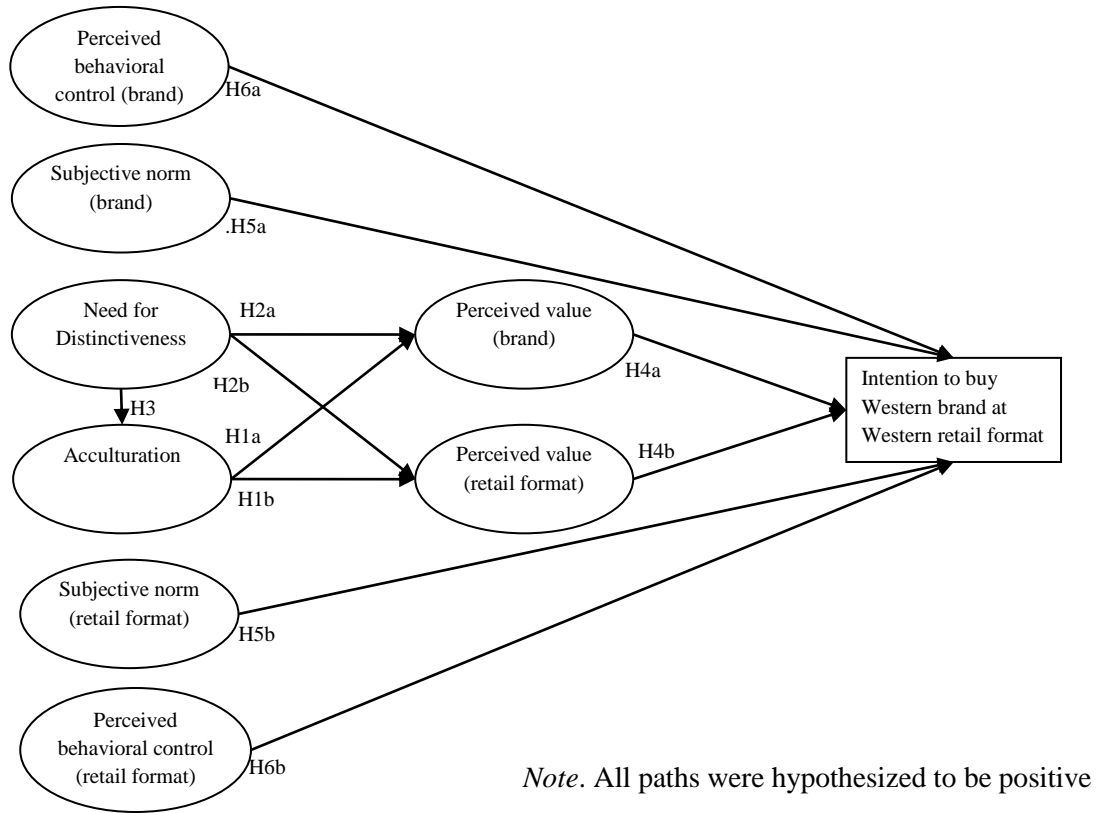 Perceived
behavioral
control (brand)
H6a
Subjective norm
(brand)
.H5a
Need for
Distinctiveness
H2a
H2b
H3
Acculturation
H1a
H1b
Perceived value
(brand)
H4a
Perceived value
(retail format)
H4b
Intention to buy
Western brand at
Western retail format
Subjective norm
(retail format)
H5b
Perceived
behavioral control
(retail format)
H6b
Note. All paths were hypothesized to be positive